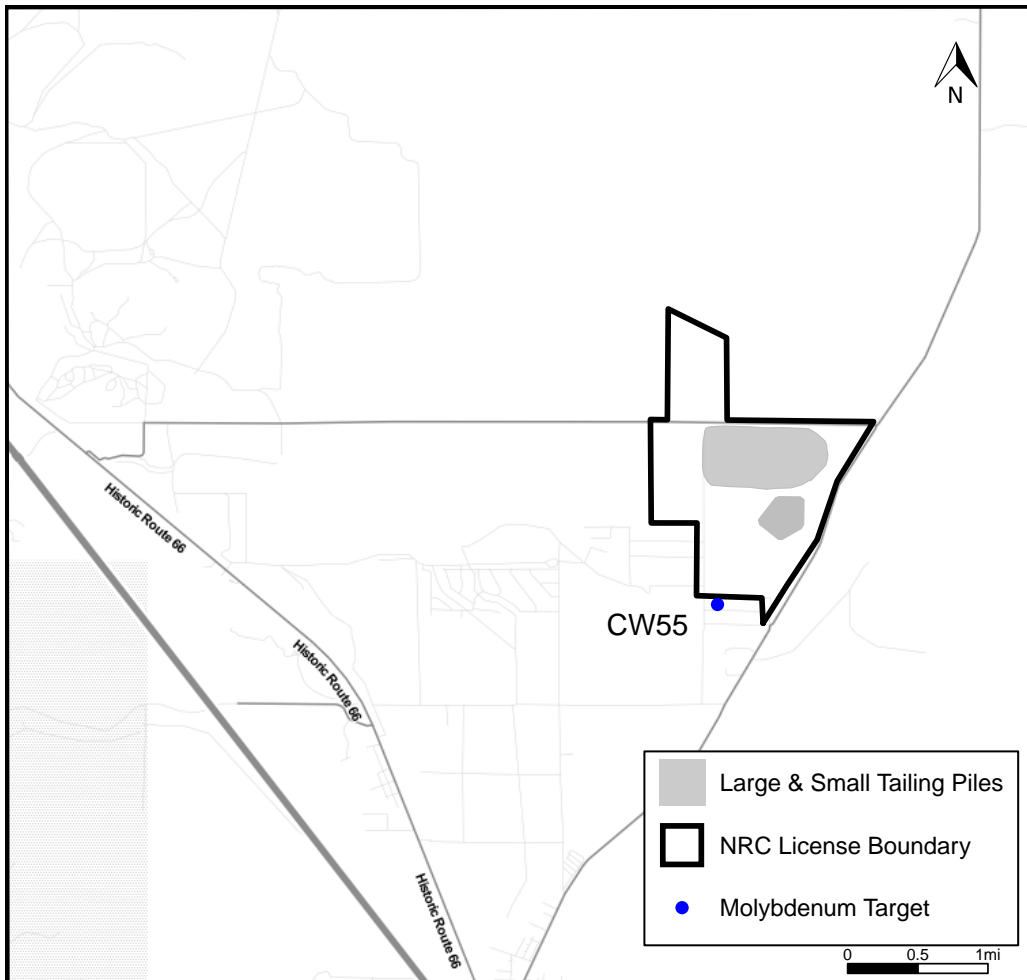 N
Historic Route 66
Historic Route 66
CW55
Large & Small Tailing Piles
NRC License Boundary
Molybdenum Target
Historic Route 66
0 0.5 1mi